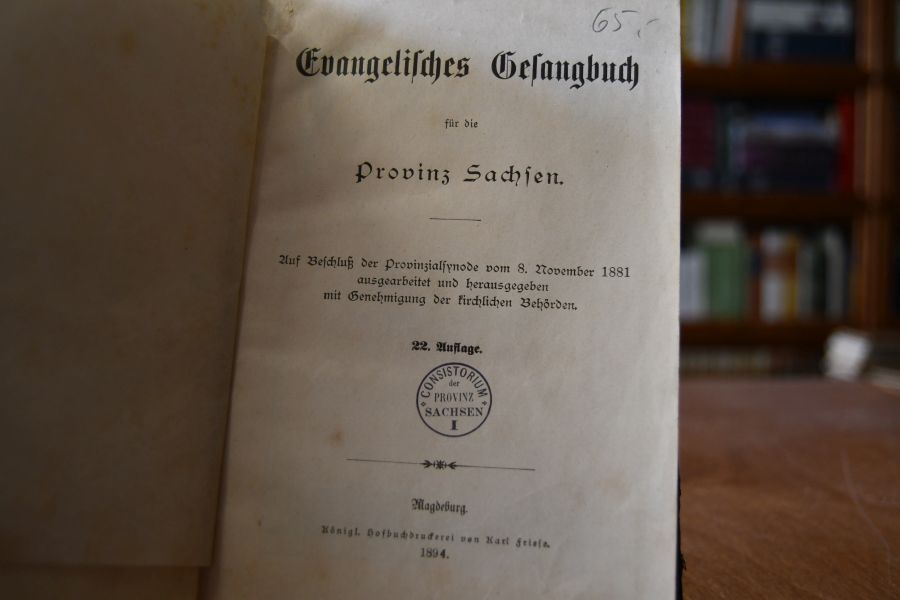 65,-
Evangelisches Gesangbuch
für die
Provinz Sachsen.
Auf Beschluß der Provinzialsynode vom 8. November 1881
ausgearbeitet und herausgegeben
mit Genehmigung der kirchlichen Behörden.
22. Auflage.
CONSISTORIUM
der
PROVINZ
SACHSEN
I
Magdeburg.
Königl. Hofbuchdruckerei von Karl Friese.
1894.